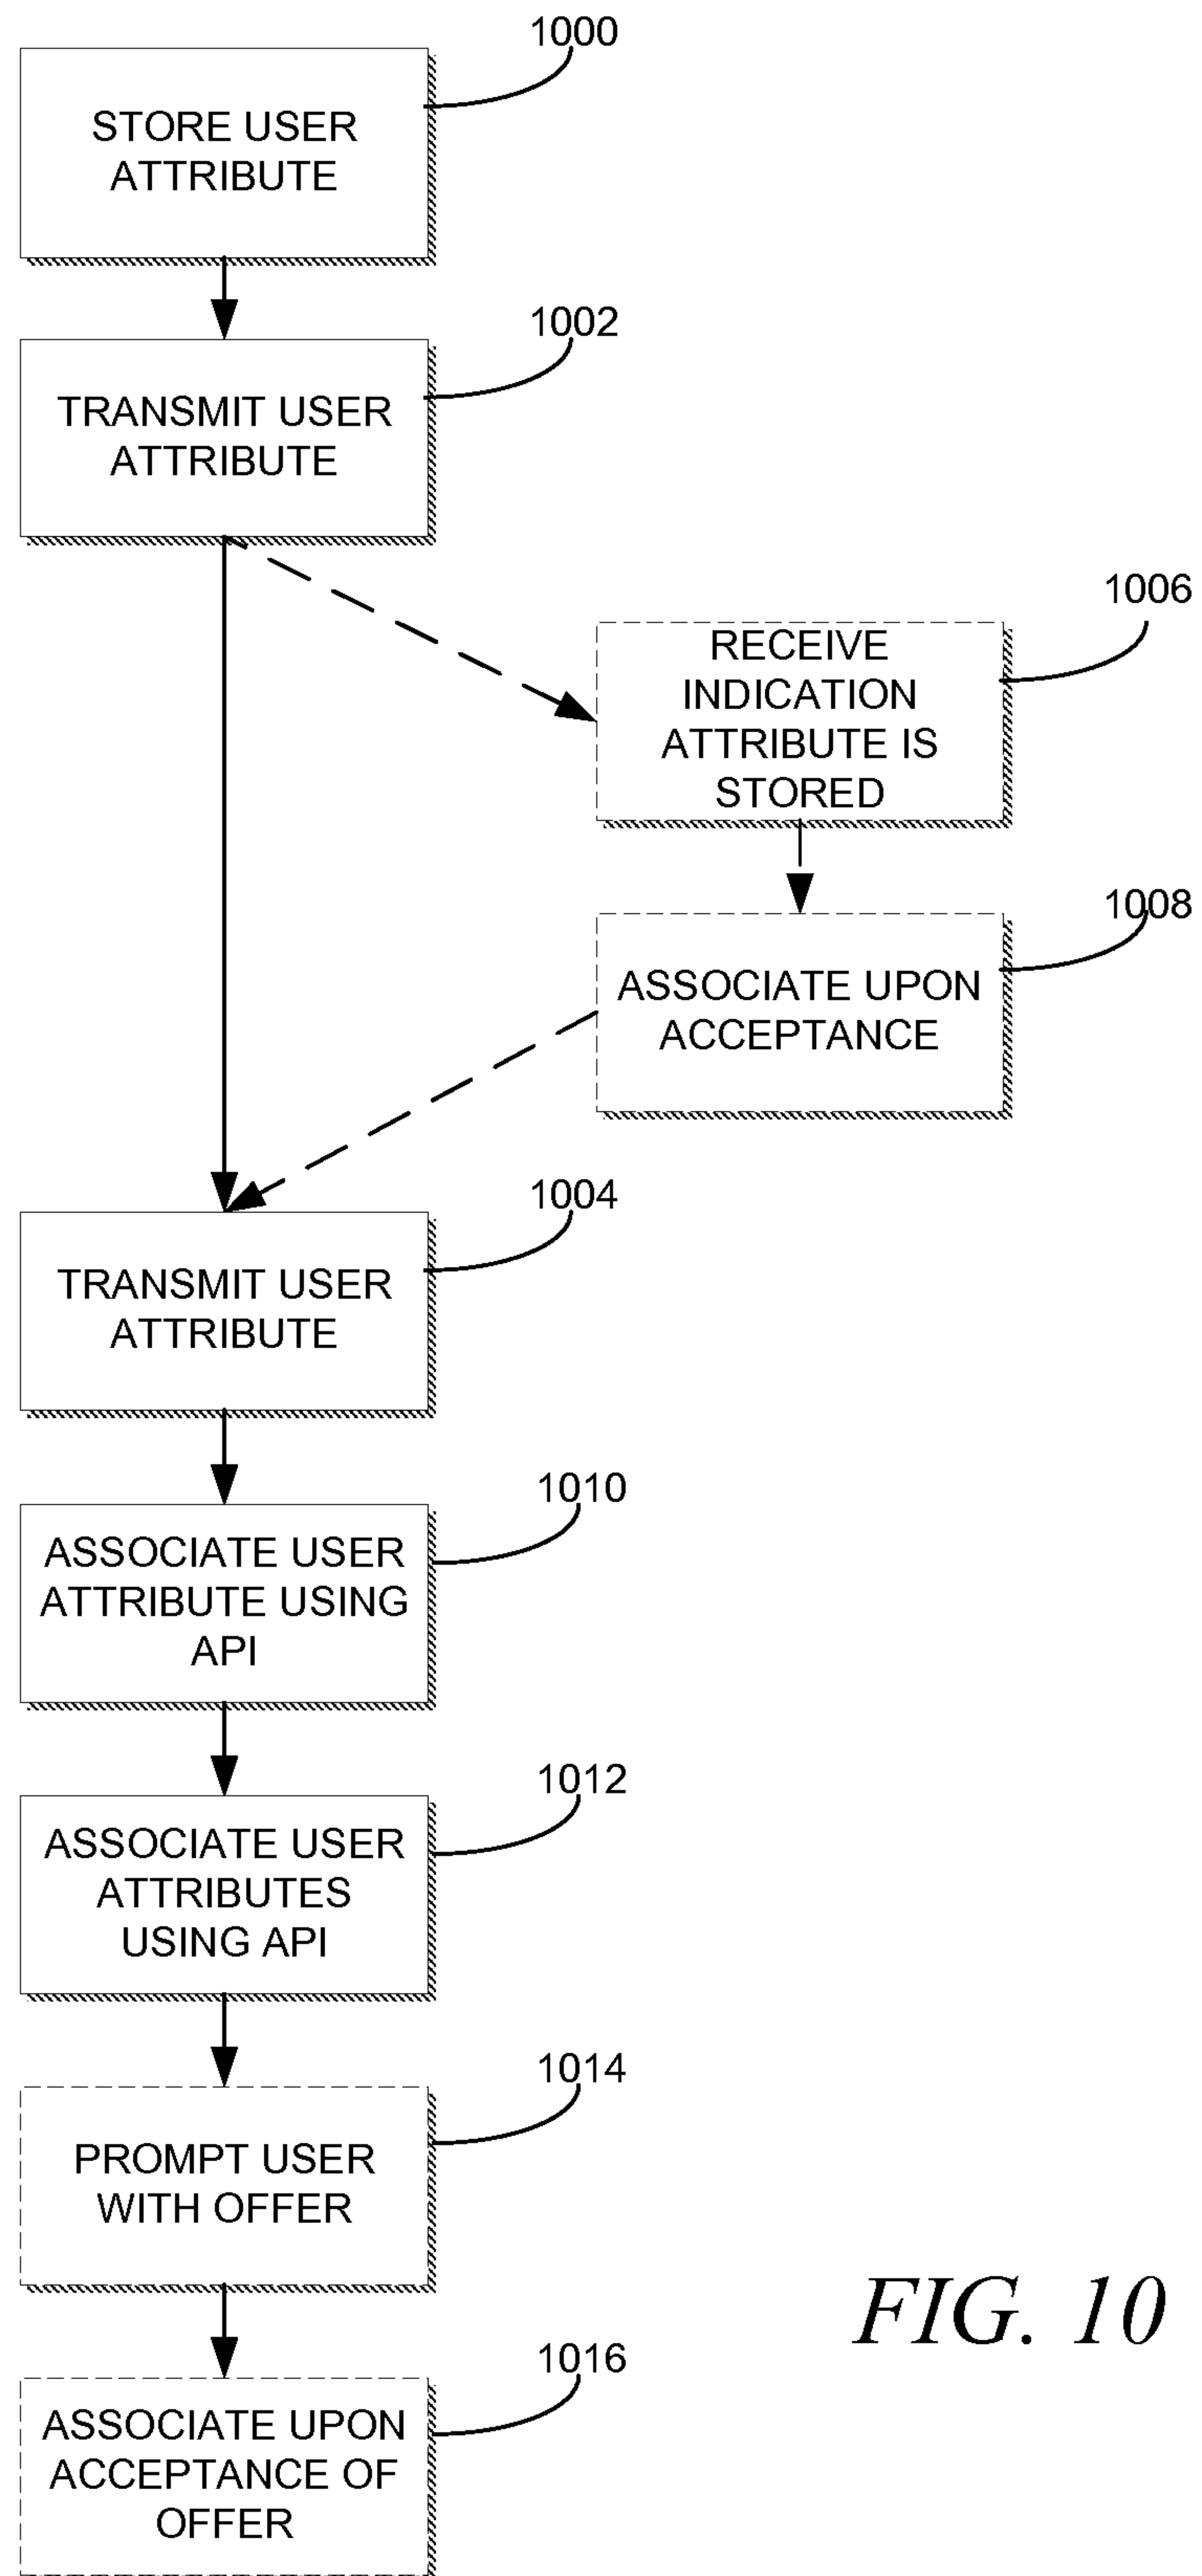 1000
STORE USER
ATTRIBUTE
1002
TRANSMIT USER
ATTRIBUTE
1006
RECEIVE
INDICATION
ATTRIBUTE IS
STORED
1008
ASSOCIATE UPON
ACCEPTANCE
1004
TRANSMIT USER
ATTRIBUTE
1010
ASSOCIATE USER
ATTRIBUTE USING
API
1012
ASSOCIATE USER
ATTRIBUTES
USING API
1014
PROMPT USER
WITH OFFER
1016
ASSOCIATE UPON
ACCEPTANCE OF
OFFER
FIG. 10